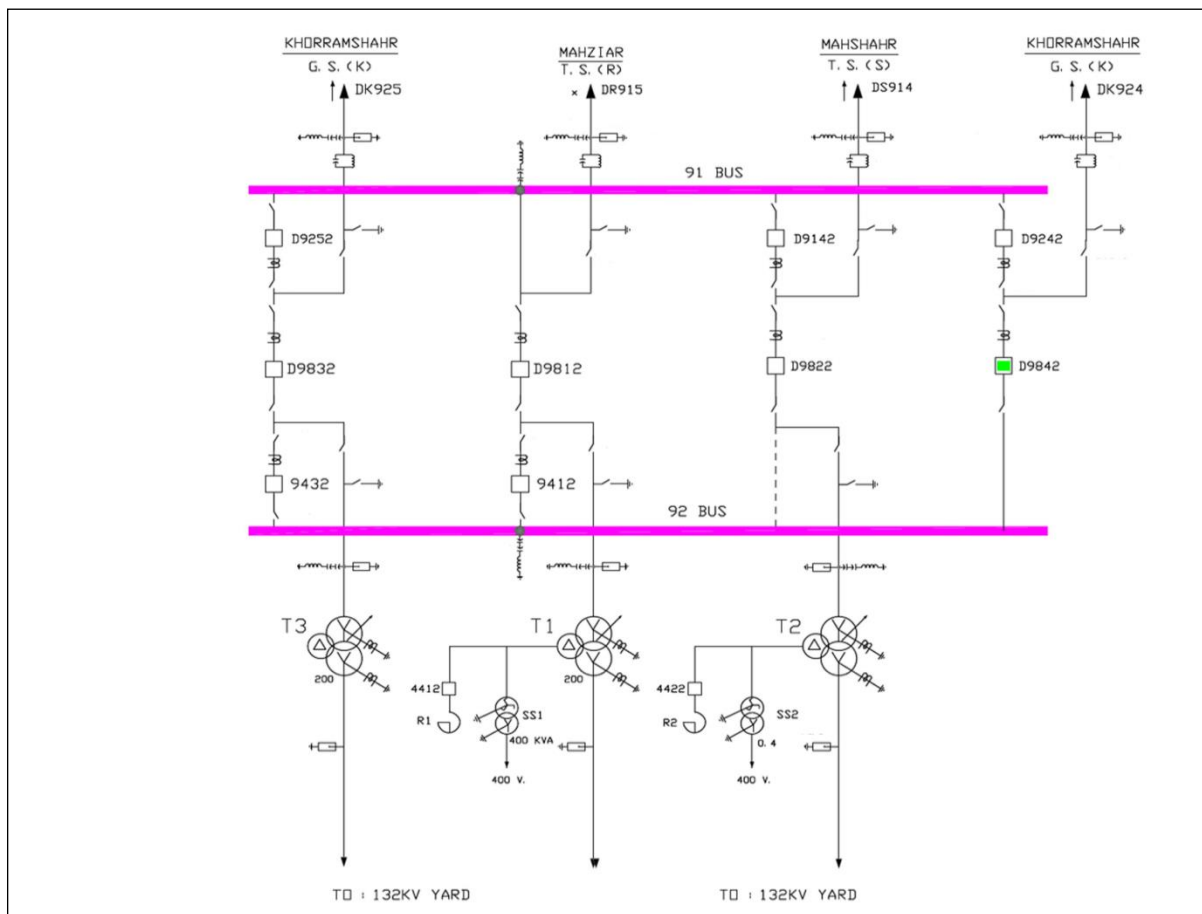 KHORRAMSHAHR
G. S. (K)
DK925
MAHZIAR
T. S. (R)
x DR915
MAHSHAHR
T. S. (S)
DS914
KHORRAMSHAHR
G. S. (K)
DK924
91 BUS
D9252
D9142
D9242
D9832
D9812
D9822
D9842
9432
9412
92 BUS
T3
200
T1
200
4412
R1
SS1
400 KVA
400 V.
T2
4422
R2
SS2
0.4
400 V.
TO : 132KV YARD
TO : 132KV YARD